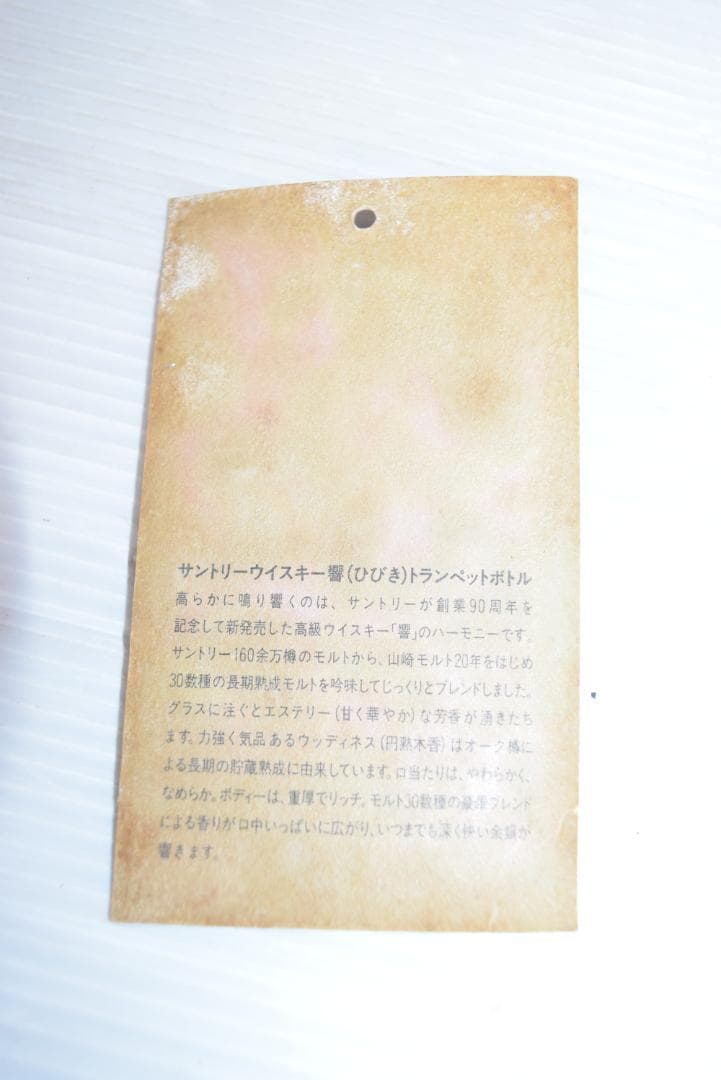 サントリーウイスキー響(ひびき)トランペットボトル
高らかに鳴り響くのは、サントリーが創業90周年を
記念して新発売した高級ウイスキー「響」のハーモニーです。
サントリー160余万樽のモルトから、山崎モルト20年をはじめ
30数種の長期熟成モルトを吟味してじっくりとブレンドしました。
グラスに注ぐとエステリー(甘く華やか)な芳香が湧きたち
ます。力強く気品あるウッディネス(円熟木香)はオーク樽に
よる長期の貯蔵熟成に由来しています。口当たりは、やわらかく、
なめらか。ボディーは、重厚でリッチ。モルト30数種の豪華ブレンド
による香りが口中いっぱいに広がり、いつまでも深く快い余韻が
響きます。